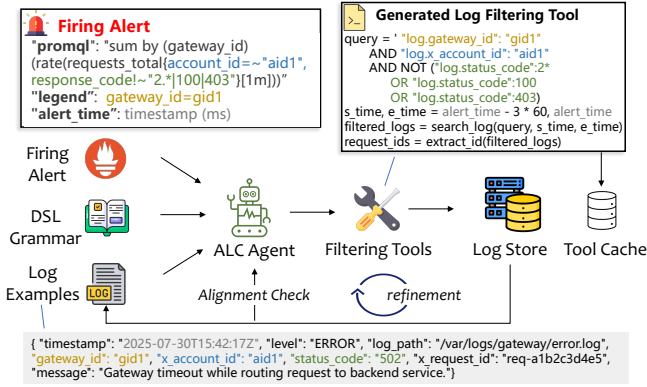 Firing Alert
"promql": "sum by (gateway_id)
(rate(requests_total{account_id=~"aid1",
response_code!~"2.*|100|403"}[1m]))"
"legend": gateway_id=gid1
"alert_time": timestamp (ms)
Generated Log Filtering Tool
query = ' "log.gateway_id": "gid1"
AND "log.x_account_id": "aid1"
AND NOT ("log.status_code":2*
OR "log.status_code":100
OR "log.status_code":403)
s_time, e_time = alert_time - 3 * 60, alert_time
filtered_logs = search_log(query, s_time, e_time)
request_ids = extract_id(filtered_logs)
Firing
Alert
DSL
Grammar
Log
Examples
LOG
ALC Agent
Filtering Tools
Log Store
Tool Cache
Alignment Check
refinement
{ "timestamp": "2025-07-30T15:42:17Z", "level": "ERROR", "log_path": "/var/logs/gateway/error.log",
"gateway_id": "gid1", "x_account_id": "aid1", "status_code": "502", "x_request_id": "req-a1b2c3d4e5",
"message": "Gateway timeout while routing request to backend service."}